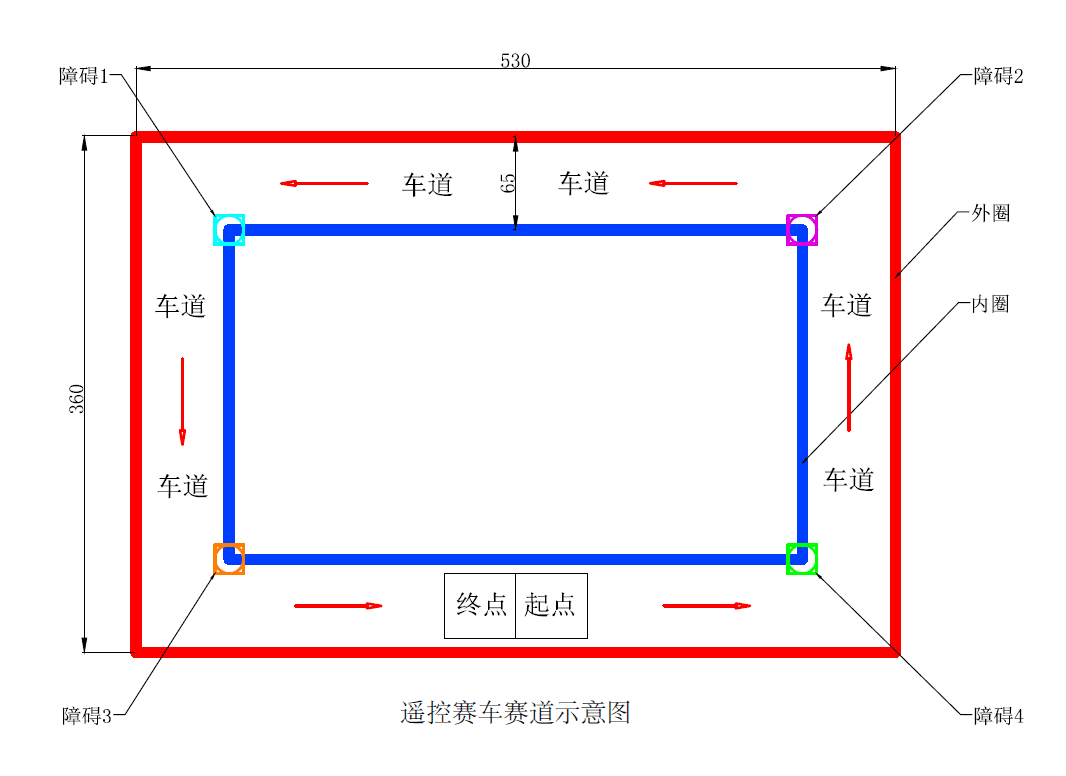 530
障碍1
障碍2
65
车道
车道
外圈
车道
车道
内圈
360
车道
车道
终点
起点
障碍3
障碍4
遥控赛车赛道示意图